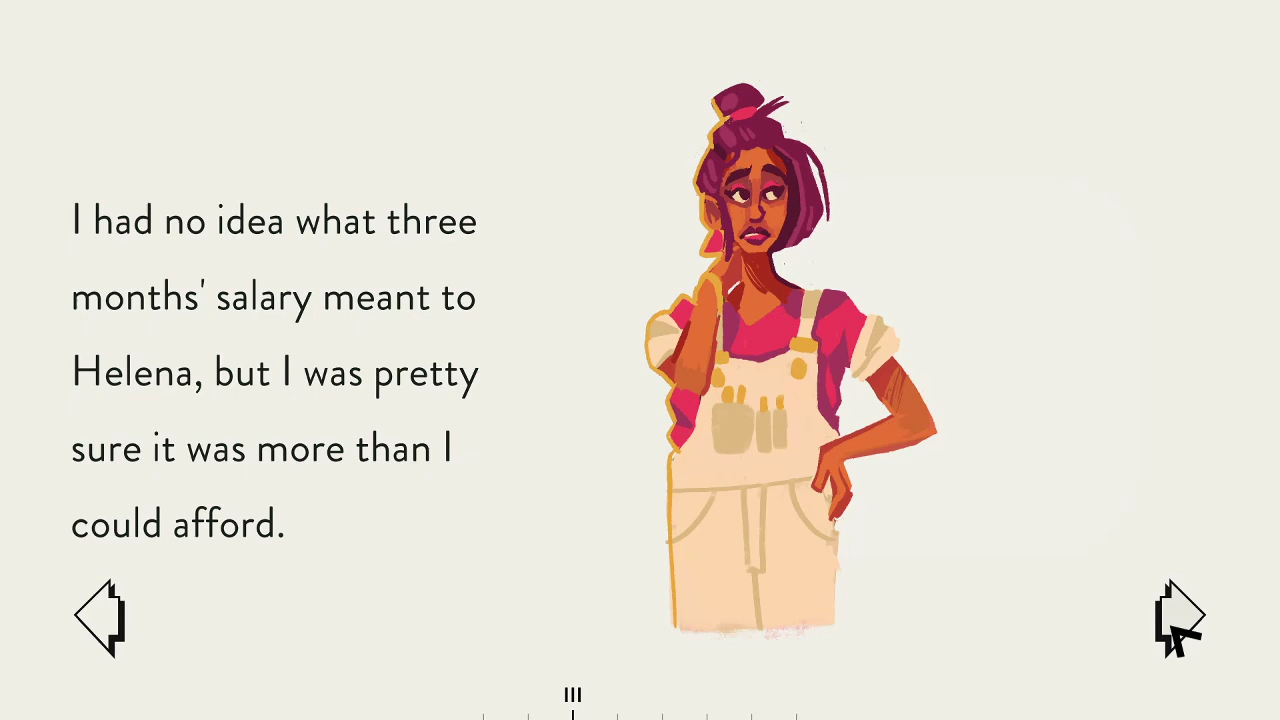 I had no idea what three
months' salary meant to
Helena, but I was pretty
sure it was more than I
could afford.
III